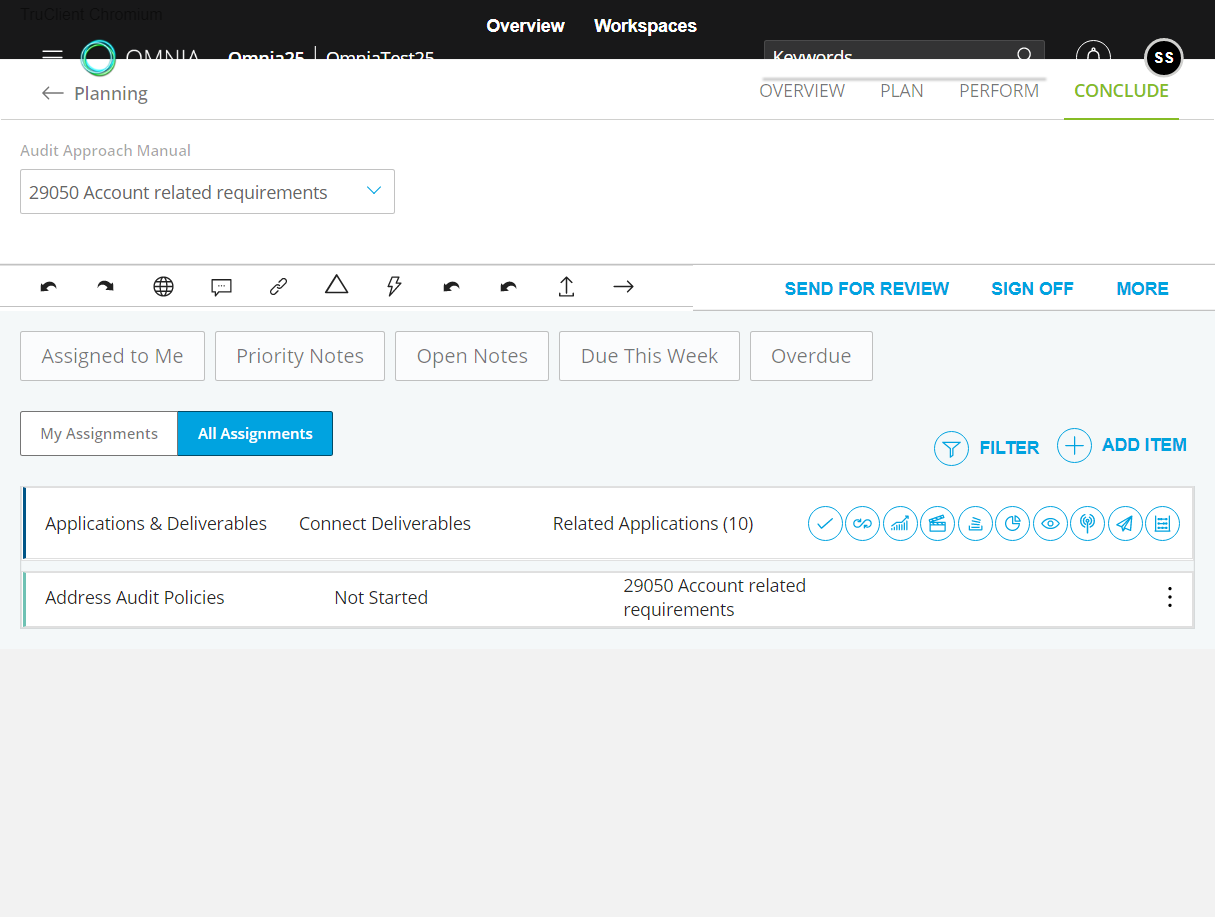 TruClient Chromium
Overview Workspaces
OMNIA Omnia25 OmniaTest25 Keywords SS
Planning OVERVIEW PLAN PERFORM CONCLUDE
Audit Approach Manual
29050 Account related requirements
SEND FOR REVIEW SIGN OFF MORE
Assigned to Me Priority Notes Open Notes Due This Week Overdue
My Assignments All Assignments
FILTER ADD ITEM
Applications & Deliverables Connect Deliverables Related Applications (10)
Address Audit Policies Not Started 29050 Account related
requirements